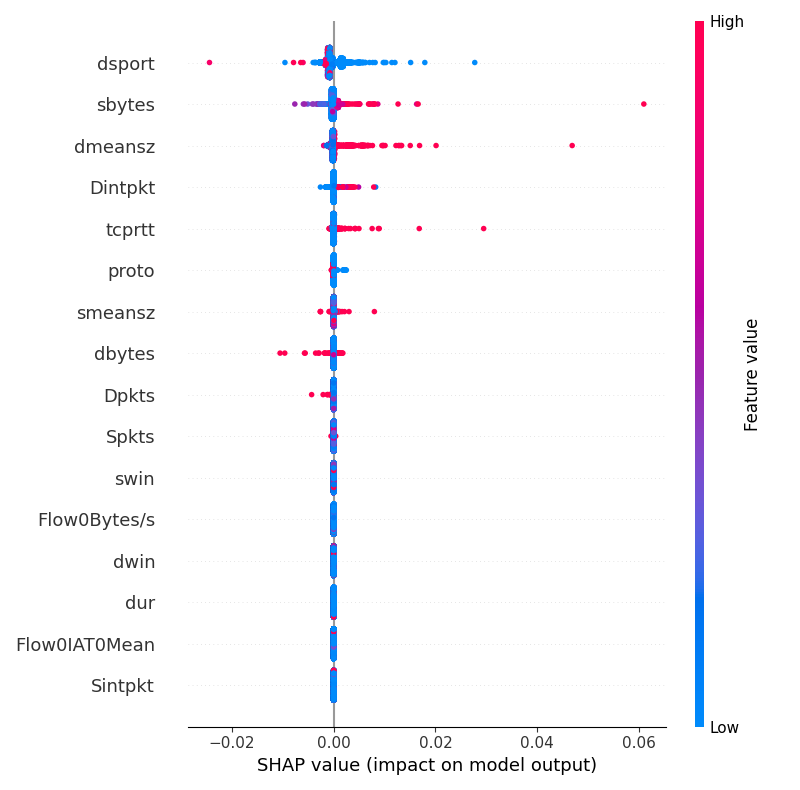 High
dsport
sbytes
dmeansz
Dintpkt
tcprtt
proto
smeansz
dbytes
Dpkts
Spkts
swin
Flow0Bytes/s
dwin
dur
Flow0IAT0Mean
Sintpkt
Feature value
Low
−0.02 0.00 0.02 0.04 0.06
SHAP value (impact on model output)